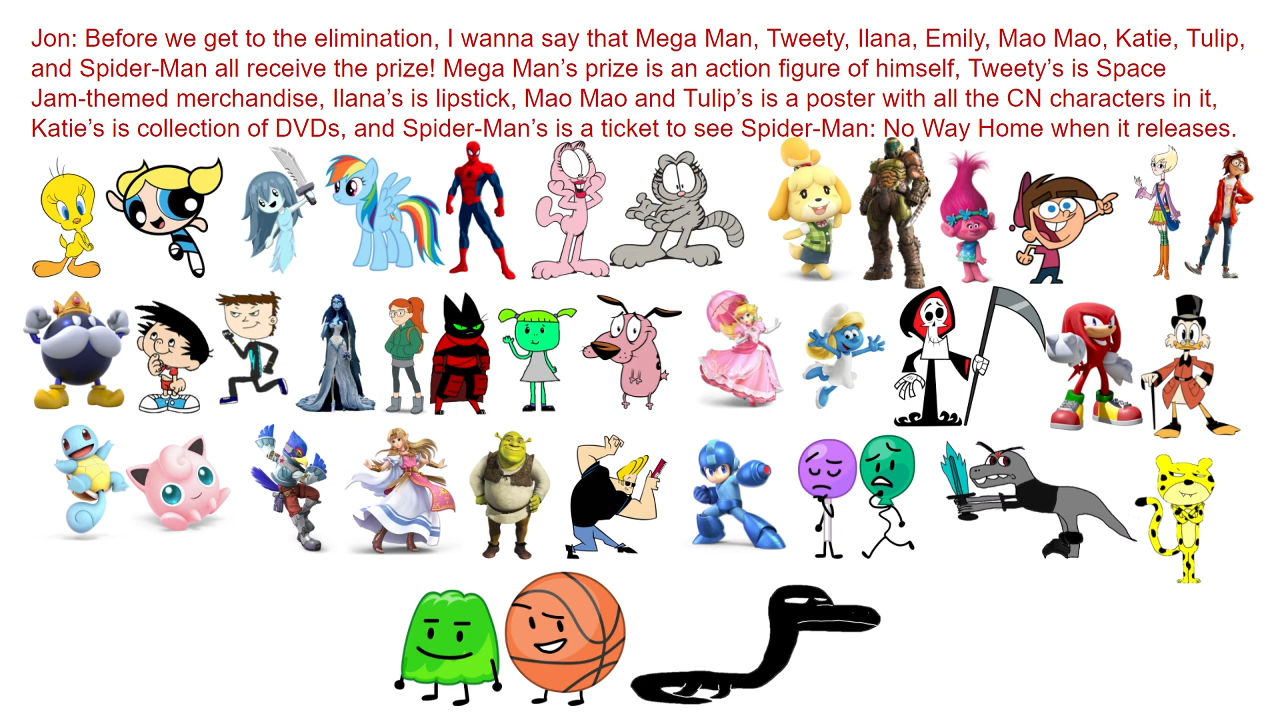 Jon: Before we get to the elimination, I wanna say that Mega Man, Tweety, Ilana, Emily, Mao Mao, Katie, Tulip,
and Spider-Man all receive the prize! Mega Man’s prize is an action figure of himself, Tweety’s is Space
Jam-themed merchandise, Ilana’s is lipstick, Mao Mao and Tulip’s is a poster with all the CN characters in it,
Katie’s is collection of DVDs, and Spider-Man’s is a ticket to see Spider-Man: No Way Home when it releases.